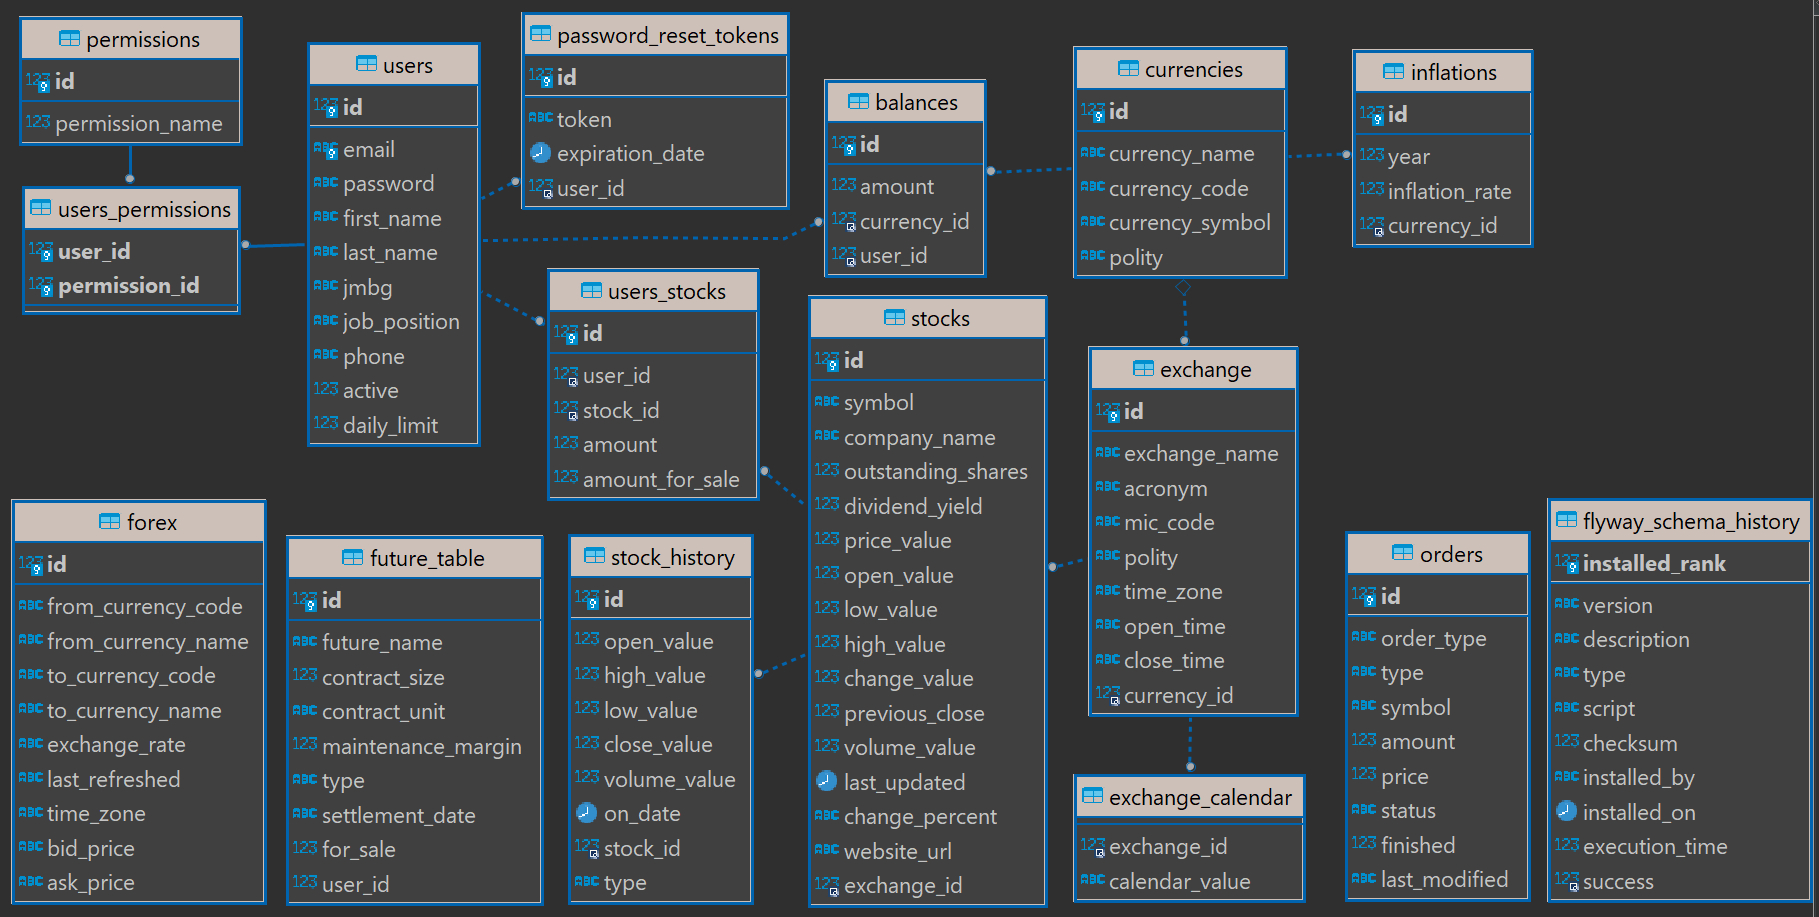 permissions
123 id
123 permission_name
users_permissions
123 user_id
123 permission_id
users
123 id
ABC email
ABC password
ABC first_name
ABC last_name
ABC jmbg
ABC job_position
ABC phone
123 active
123 daily_limit
password_reset_tokens
123 id
ABC token
expiration_date
123 user_id
balances
123 id
123 amount
123 currency_id
123 user_id
currencies
123 id
ABC currency_name
ABC currency_code
ABC currency_symbol
ABC polity
inflations
123 id
123 year
123 inflation_rate
123 currency_id
users_stocks
123 id
123 user_id
123 stock_id
123 amount
123 amount_for_sale
stocks
123 id
ABC symbol
ABC company_name
123 outstanding_shares
123 dividend_yield
123 price_value
123 open_value
123 low_value
123 high_value
123 change_value
123 previous_close
123 volume_value
last_updated
ABC change_percent
ABC website_url
123 exchange_id
exchange
123 id
ABC exchange_name
ABC acronym
ABC mic_code
ABC polity
ABC time_zone
ABC open_time
ABC close_time
123 currency_id
forex
123 id
ABC from_currency_code
ABC from_currency_name
ABC to_currency_code
ABC to_currency_name
ABC exchange_rate
ABC last_refreshed
ABC time_zone
ABC bid_price
ABC ask_price
future_table
123 id
ABC future_name
123 contract_size
ABC contract_unit
123 maintenance_margin
ABC type
ABC settlement_date
123 for_sale
123 user_id
stock_history
123 id
123 open_value
123 high_value
123 low_value
123 close_value
123 volume_value
on_date
123 stock_id
ABC type
exchange_calendar
123 exchange_id
ABC calendar_value
orders
123 id
ABC order_type
ABC type
ABC symbol
123 amount
123 price
ABC status
123 finished
ABC last_modified
flyway_schema_history
123 installed_rank
ABC version
ABC description
ABC type
ABC script
123 checksum
ABC installed_by
installed_on
123 execution_time
123 success